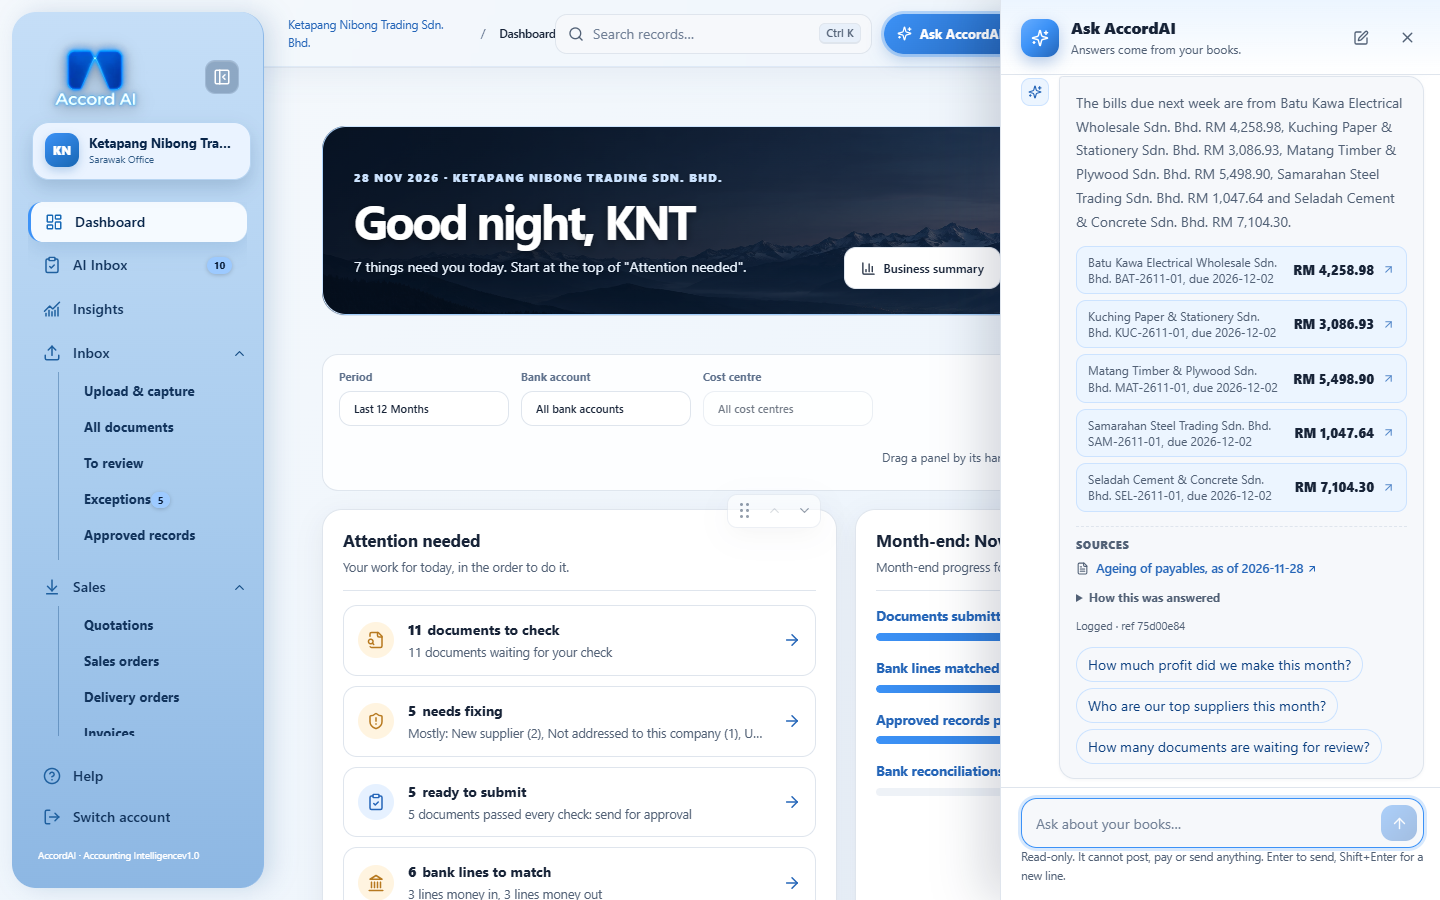 Accord AI
KN
Ketapang Nibong Tra...
Sarawak Office
Dashboard
AI Inbox
10
Insights
Inbox
Upload & capture
All documents
To review
Exceptions 5
Approved records
Sales
Quotations
Sales orders
Delivery orders
Invoices
Help
Switch account
AccordAI · Accounting Intelligencev1.0
Ketapang Nibong Trading Sdn.
Bhd.
/
Dashboard
Search records...
Ctrl K
Ask AccordAI
28 NOV 2026 · KETAPANG NIBONG TRADING SDN. BHD.
Good night, KNT
7 things need you today. Start at the top of "Attention needed".
Business summary
Period
Last 12 Months
Bank account
All bank accounts
Cost centre
All cost centres
Drag a panel by its
Attention needed
Your work for today, in the order to do it.
11 documents to check
11 documents waiting for your check
5 needs fixing
Mostly: New supplier (2), Not addressed to this company (1), U...
5 ready to submit
5 documents passed every check: send for approval
6 bank lines to match
3 lines money in, 3 lines money out
Month-end: Nov
Month-end progress
Documents submitt
Bank lines matched
Approved records p
Bank reconciliations
Ask AccordAI
Answers come from your books.
The bills due next week are from Batu Kawa Electrical
Wholesale Sdn. Bhd. RM 4,258.98, Kuching Paper &
Stationery Sdn. Bhd. RM 3,086.93, Matang Timber &
Plywood Sdn. Bhd. RM 5,498.90, Samarahan Steel
Trading Sdn. Bhd. RM 1,047.64 and Seladah Cement
& Concrete Sdn. Bhd. RM 7,104.30.
Batu Kawa Electrical Wholesale Sdn.
Bhd. BAT-2611-01, due 2026-12-02
RM 4,258.98
Kuching Paper & Stationery Sdn.
Bhd. KUC-2611-01, due 2026-12-02
RM 3,086.93
Matang Timber & Plywood Sdn.
Bhd. MAT-2611-01, due 2026-12-02
RM 5,498.90
Samarahan Steel Trading Sdn. Bhd.
SAM-2611-01, due 2026-12-02
RM 1,047.64
Seladah Cement & Concrete Sdn.
Bhd. SEL-2611-01, due 2026-12-02
RM 7,104.30
SOURCES
Ageing of payables, as of 2026-11-28
How this was answered
Logged · ref 75d00e84
How much profit did we make this month?
Who are our top suppliers this month?
How many documents are waiting for review?
Ask about your books...
Read-only. It cannot post, pay or send anything. Enter to send, Shift+Enter for a
new line.